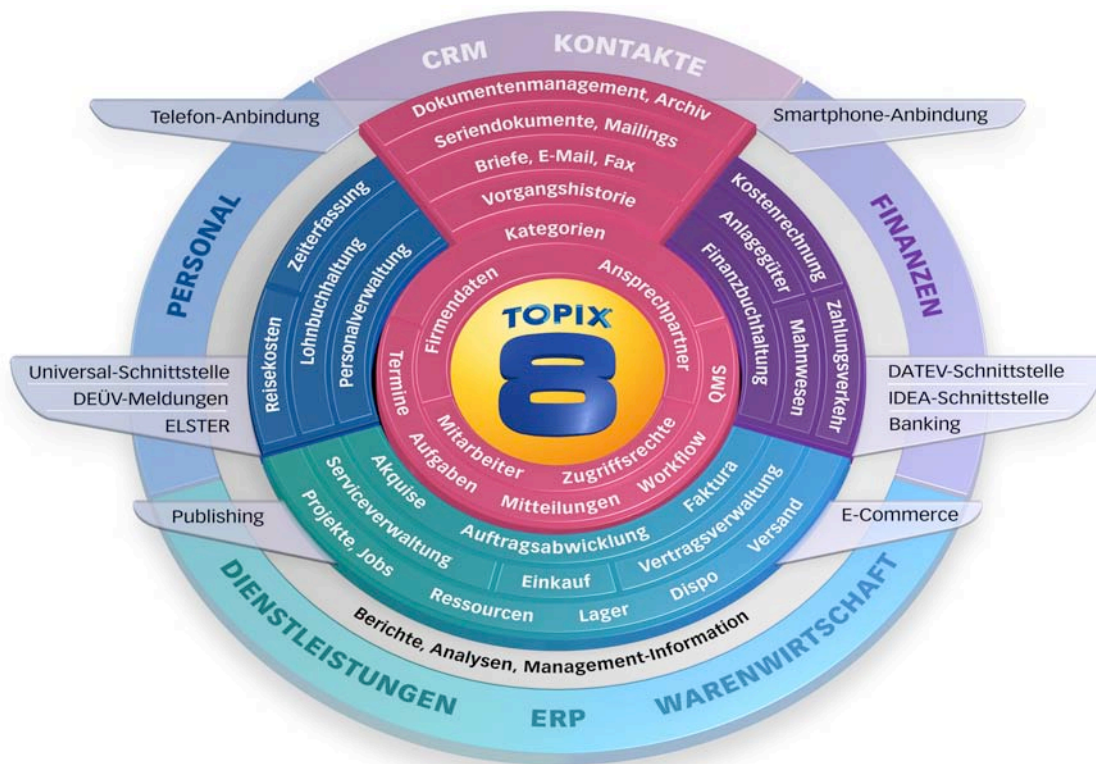 CRM KONTAKTE
Dokumentenmanagement, Archiv
Seriendokumente, Mailings
Briefe, E-Mail, Fax
Vorgangshistorie
Kategorien
Telefon-Anbindung
Smartphone-Anbindung
PERSONAL
Zeiterfassung
Lohnbuchhaltung
Personalverwaltung
Reisekosten
FINANZEN
Kostenrechnung
Anlagegüter
Finanzbuchhaltung
Zahlungsverkehr
Mahnwesen
Firmendaten
Ansprechpartner
TOPIX
8
Termine
QMS
Mitarbeiter
Zugriffsrechte
Aufgaben
Mitteilungen
Workflow
Universal-Schnittstelle
DEÜV-Meldungen
ELSTER
DATEV-Schnittstelle
IDEA-Schnittstelle
Banking
Akquise
Auftragsabwicklung
Faktura
Serviceverwaltung
Einkauf
Vertragsverwaltung
Projekte, Jobs
Ressourcen
Lager
Dispo
Versand
Publishing
E-Commerce
Berichte, Analysen, Management-Information
DIENSTLEISTUNGEN
ERP
WARENWIRTSCHAFT